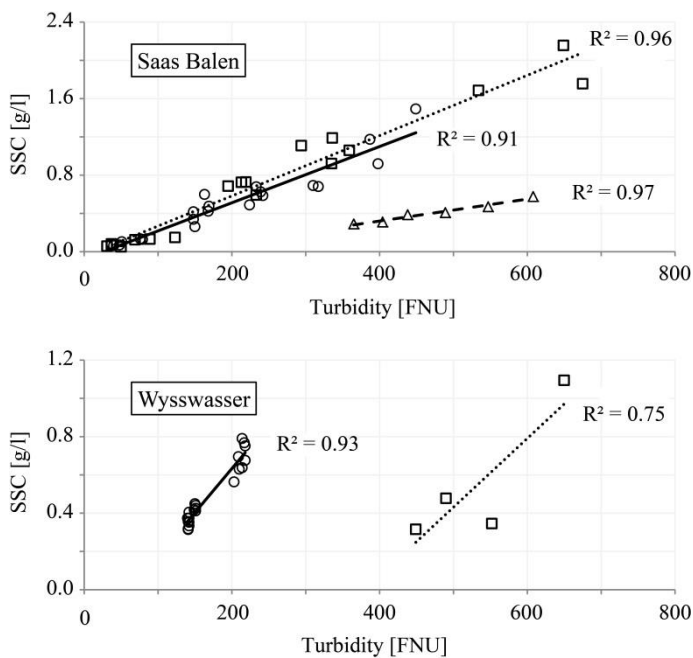 2.4
R² = 0.96
Saas Balen
SSC [g/l]
1.6
R² = 0.91
0.8
R² = 0.97
0.0
0 200 400 600 800
Turbidity [FNU]
1.2
Wysswasser
R² = 0.75
SSC [g/l]
0.8
R² = 0.93
0.4
0.0
0 200 400 600 800
Turbidity [FNU]